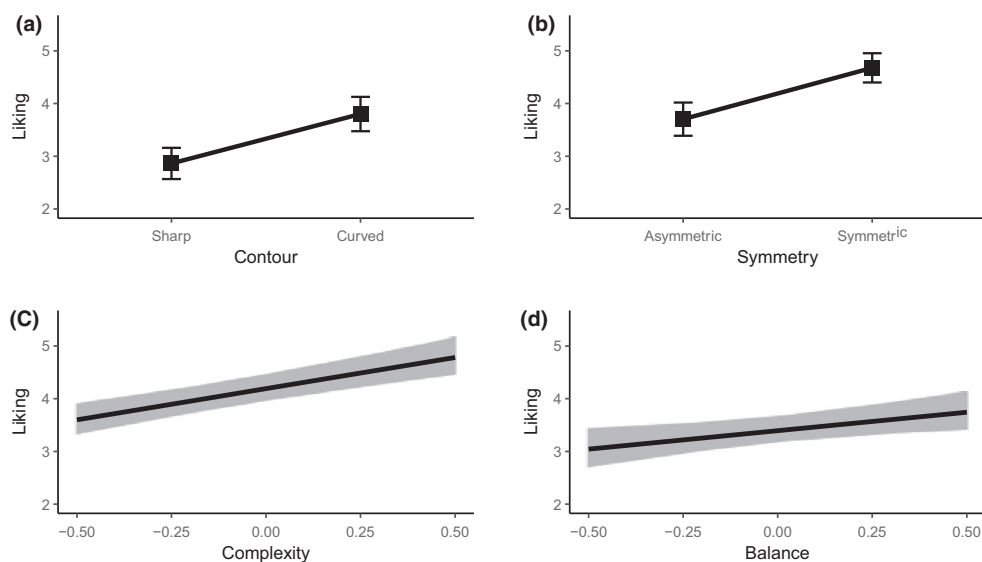 (a)
5
4
3
2
Liking
Sharp
Curved
Contour
(b)
5
4
3
2
Liking
Asymmetric
Symmetric
Symmetry
(C)
5
4
3
2
Liking
−0.50 −0.25 0.00 0.25 0.50
Complexity
(d)
5
4
3
2
Liking
−0.50 −0.25 0.00 0.25 0.50
Balance